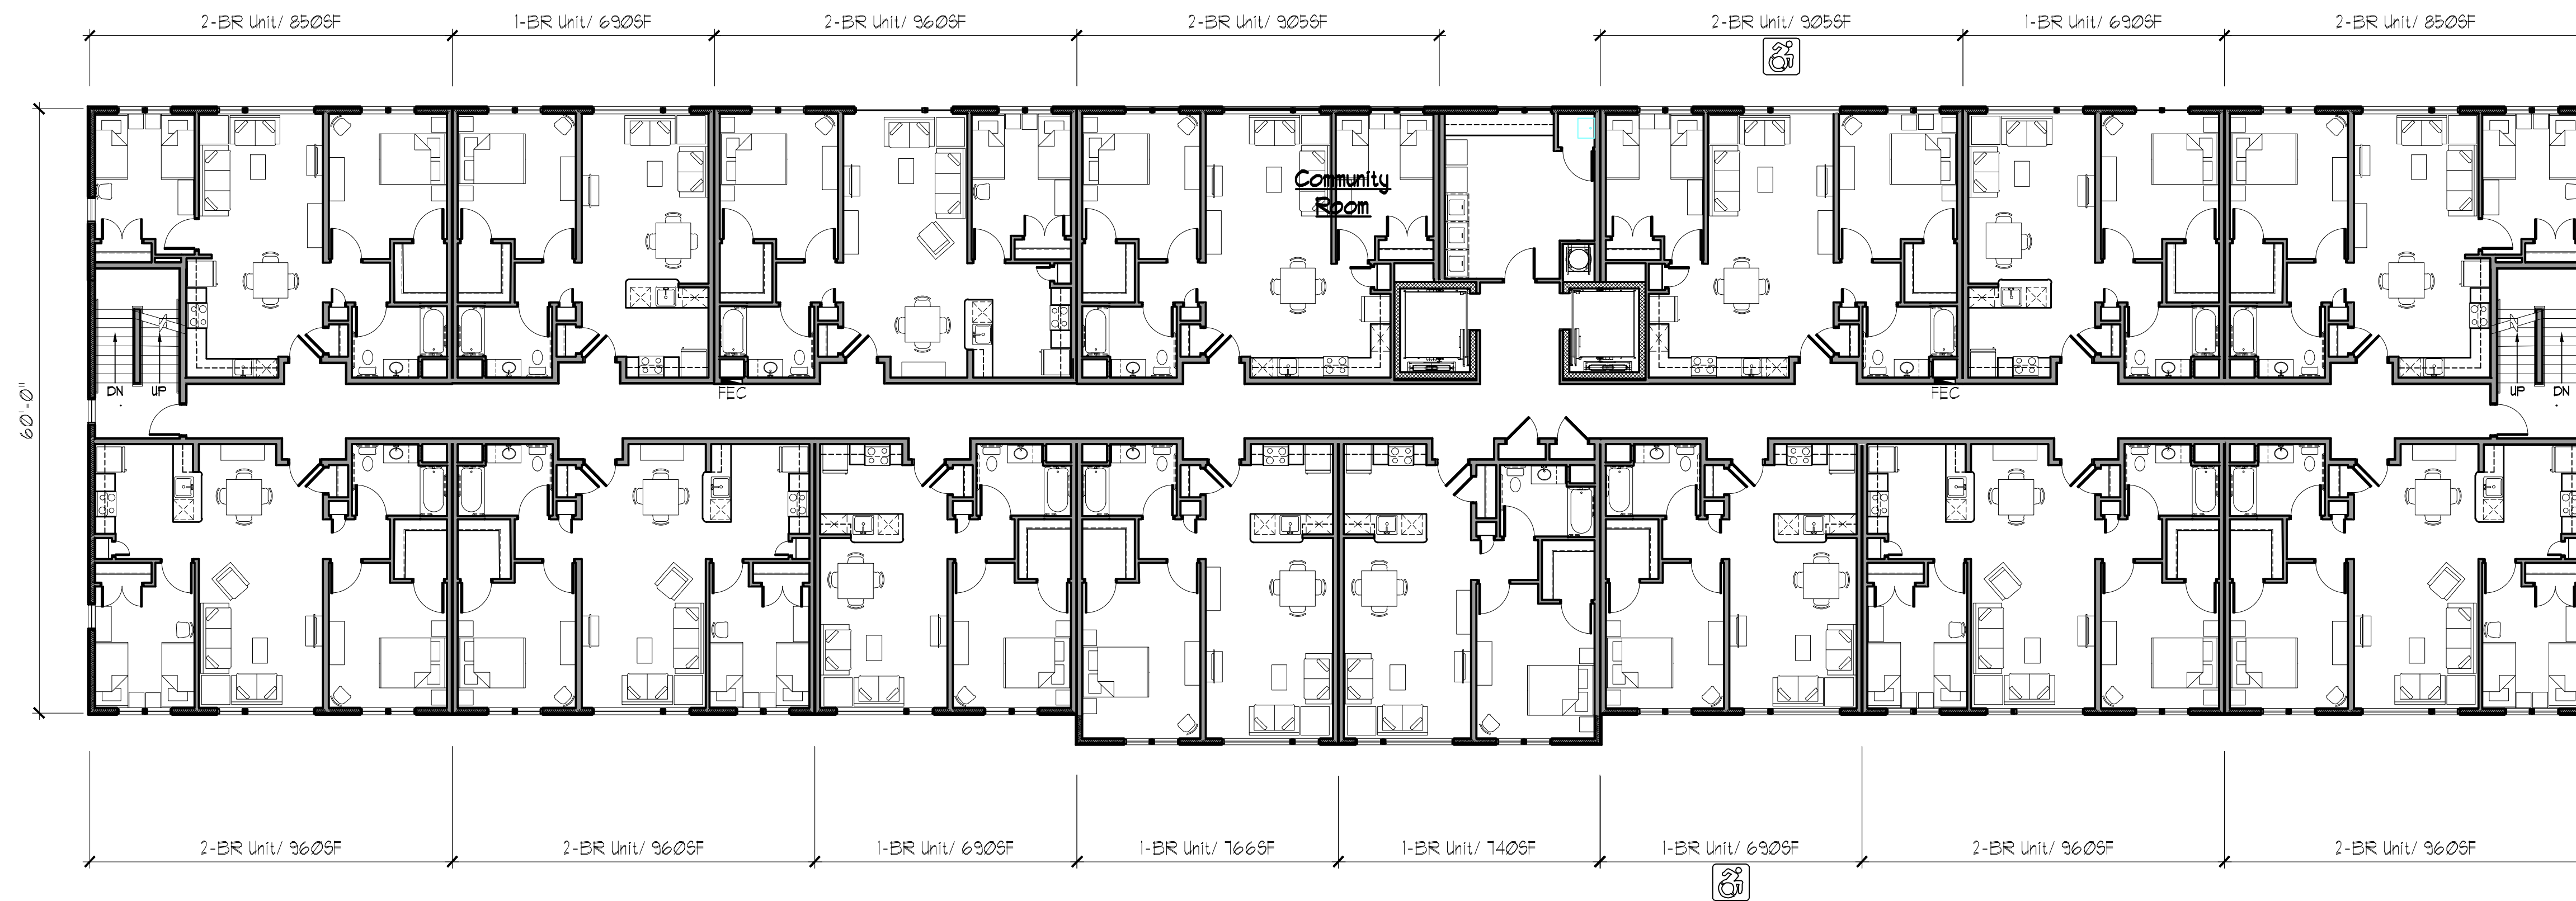 2-BR Unit/ 850SF
1-BR Unit/ 690SF
2-BR Unit/ 960SF
2-BR Unit/ 905SF
2-BR Unit/ 905SF
1-BR Unit/ 690SF
2-BR Unit/ 850SF
Community
Room
60'-0"
DN
UP
FEC
FEC
UP
DN
2-BR Unit/ 960SF
2-BR Unit/ 960SF
1-BR Unit/ 690SF
1-BR Unit/ 766SF
1-BR Unit/ 740SF
1-BR Unit/ 690SF
2-BR Unit/ 960SF
2-BR Unit/ 960SF